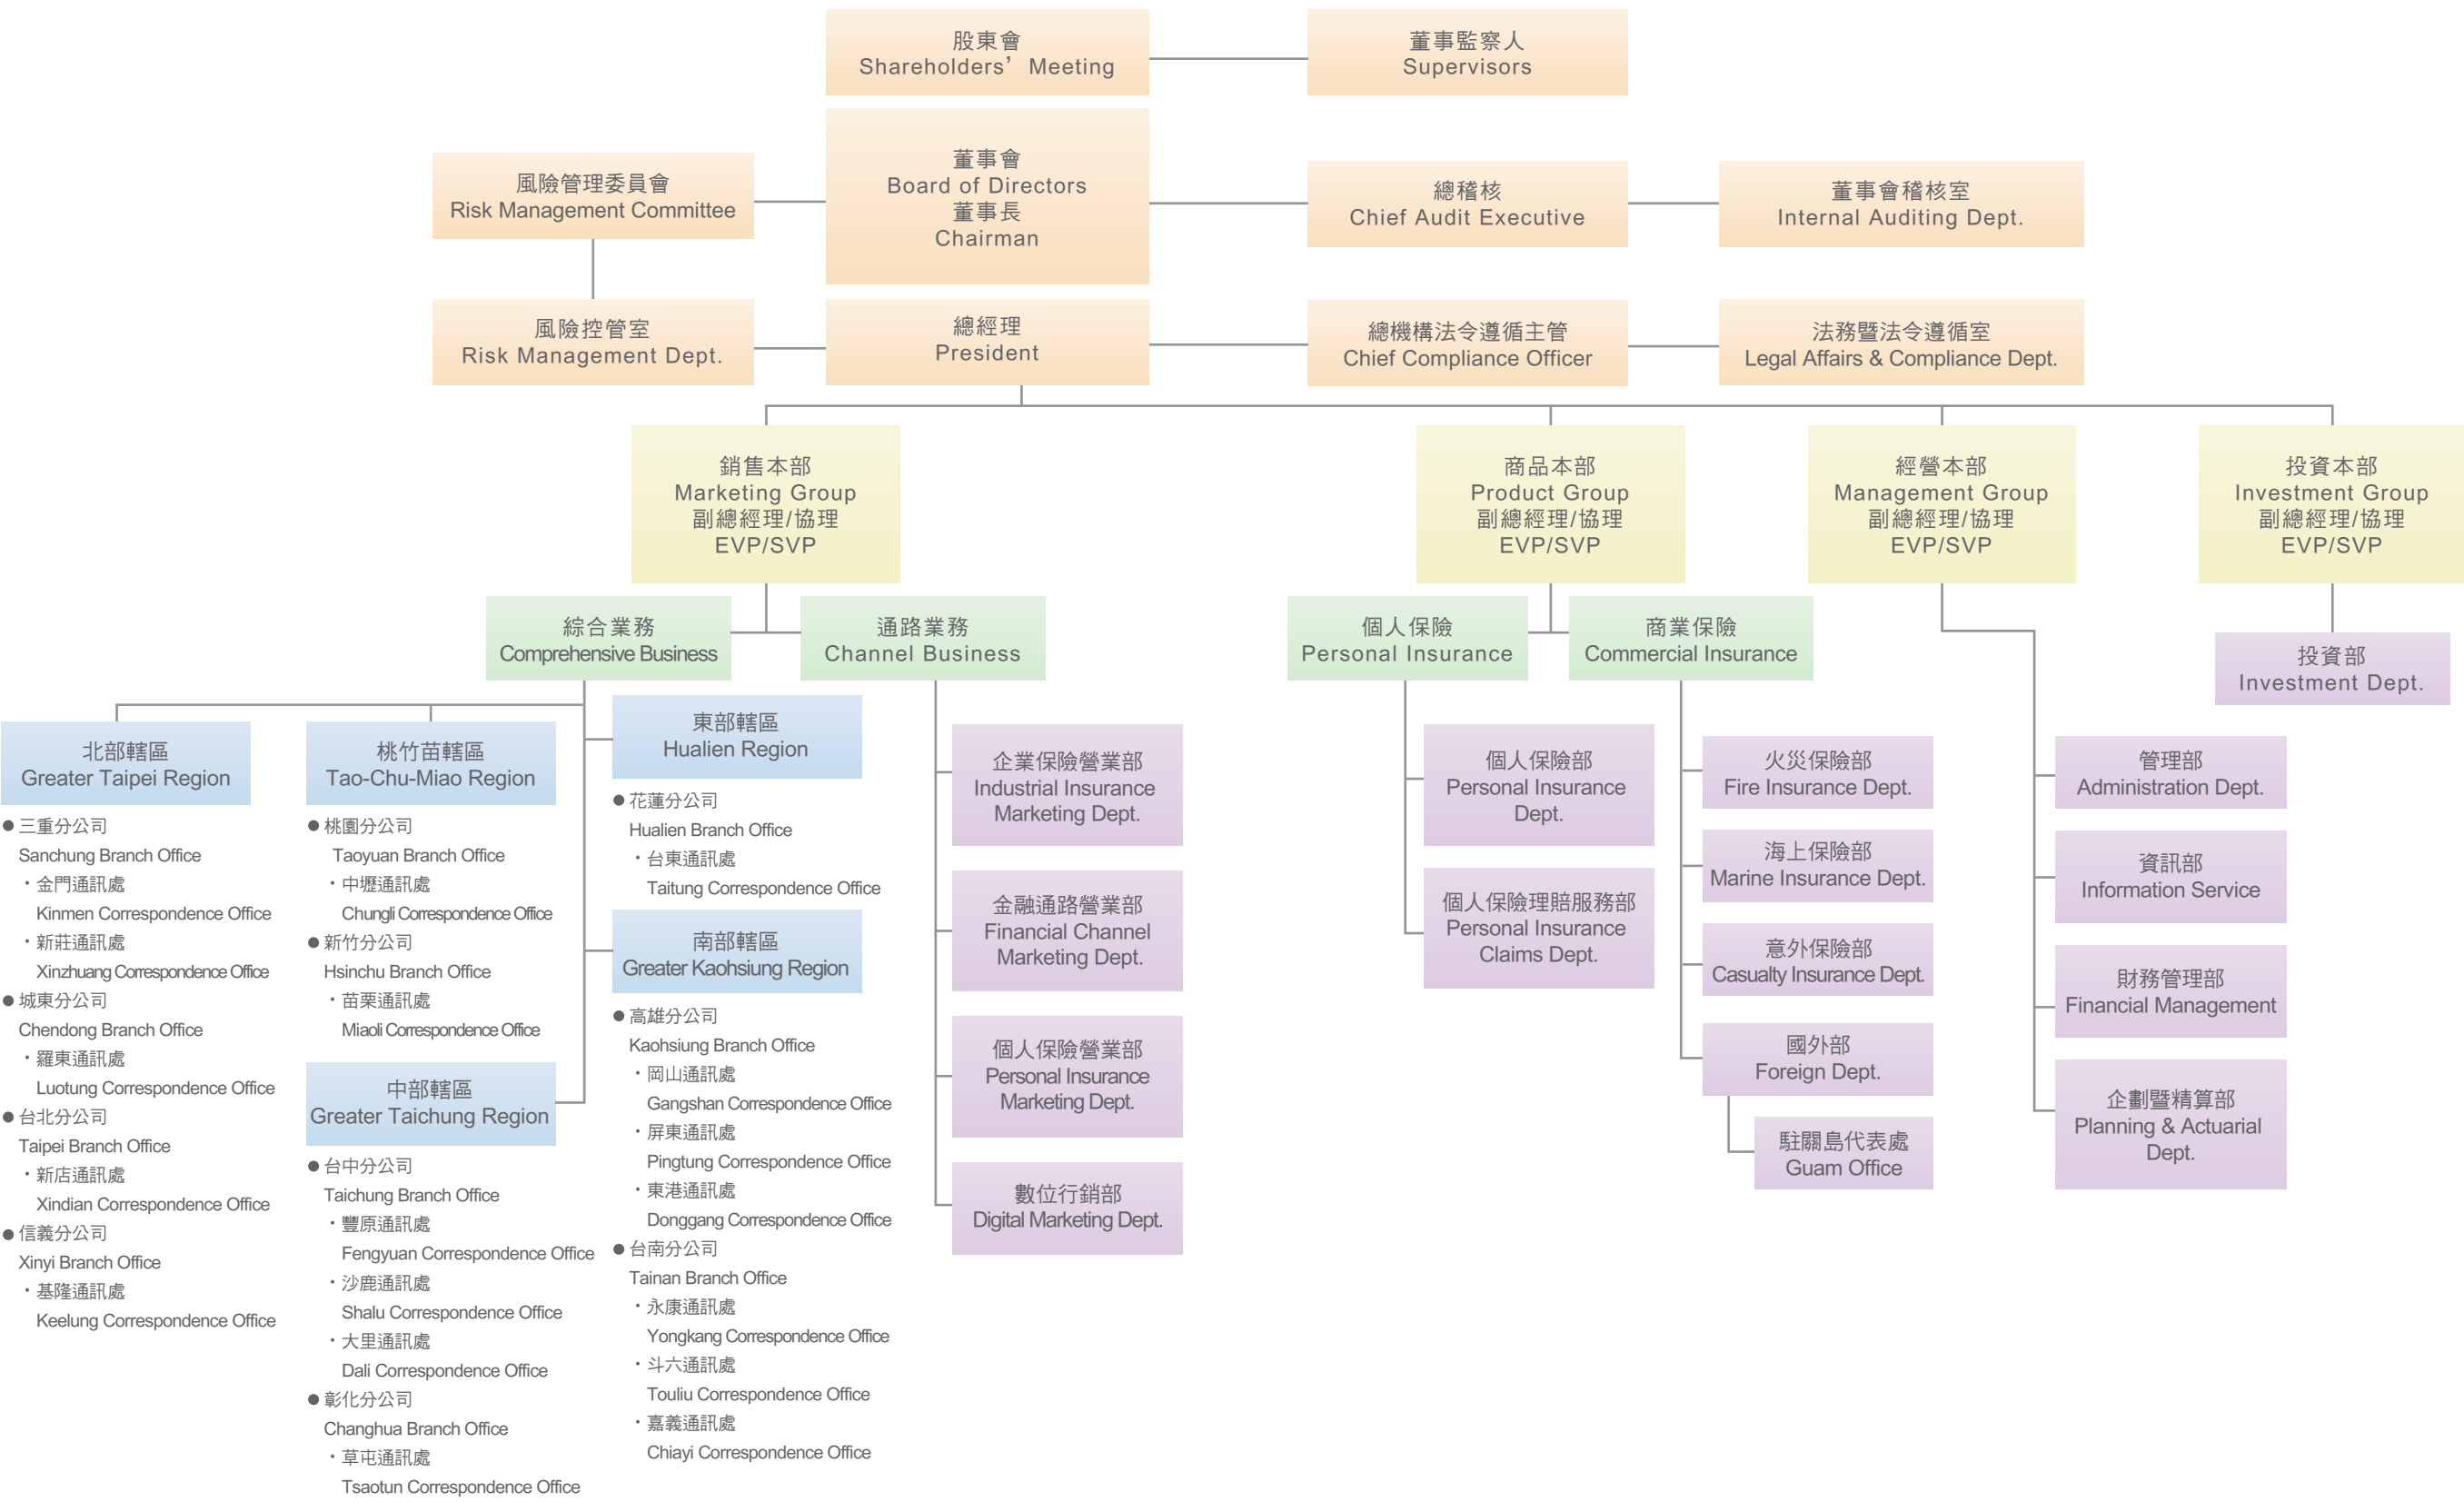 股東會
Shareholders’ Meeting
董事監察人
Supervisors
董事會
Board of Directors
董事長
Chairman
風險管理委員會
Risk Management Committee
總稽核
Chief Audit Executive
董事會稽核室
Internal Auditing Dept.
風險控管室
Risk Management Dept.
總經理
President
總機構法令遵循主管
Chief Compliance Officer
法務暨法令遵循室
Legal Affairs & Compliance Dept.
銷售本部
Marketing Group
副總經理/協理
EVP/SVP
商品本部
Product Group
副總經理/協理
EVP/SVP
經營本部
Management Group
副總經理/協理
EVP/SVP
投資本部
Investment Group
副總經理/協理
EVP/SVP
綜合業務
Comprehensive Business
通路業務
Channel Business
個人保險
Personal Insurance
商業保險
Commercial Insurance
投資部
Investment Dept.
北部轄區
Greater Taipei Region
● 三重分公司
Sanchung Branch Office
・金門通訊處
Kinmen Correspondence Office
・新莊通訊處
Xinzhuang Correspondence Office
● 城東分公司
Chendong Branch Office
・羅東通訊處
Luotung Correspondence Office
● 台北分公司
Taipei Branch Office
・新店通訊處
Xindian Correspondence Office
● 信義分公司
Xinyi Branch Office
・基隆通訊處
Keelung Correspondence Office
桃竹苗轄區
Tao-Chu-Miao Region
● 桃園分公司
Taoyuan Branch Office
・中壢通訊處
Chungli Correspondence Office
● 新竹分公司
Hsinchu Branch Office
・苗栗通訊處
Miaoli Correspondence Office
中部轄區
Greater Taichung Region
● 台中分公司
Taichung Branch Office
・豐原通訊處
Fengyuan Correspondence Office
・沙鹿通訊處
Shalu Correspondence Office
・大里通訊處
Dali Correspondence Office
● 彰化分公司
Changhua Branch Office
・草屯通訊處
Tsaotun Correspondence Office
東部轄區
Hualien Region
● 花蓮分公司
Hualien Branch Office
・台東通訊處
Taitung Correspondence Office
南部轄區
Greater Kaohsiung Region
● 高雄分公司
Kaohsiung Branch Office
・岡山通訊處
Gangshan Correspondence Office
・屏東通訊處
Pingtung Correspondence Office
・東港通訊處
Donggang Correspondence Office
● 台南分公司
Tainan Branch Office
・永康通訊處
Yongkang Correspondence Office
・斗六通訊處
Touliu Correspondence Office
・嘉義通訊處
Chiayi Correspondence Office
企業保險營業部
Industrial Insurance
Marketing Dept.
金融通路營業部
Financial Channel
Marketing Dept.
個人保險營業部
Personal Insurance
Marketing Dept.
數位行銷部
Digital Marketing Dept.
個人保險部
Personal Insurance
Dept.
個人保險理賠服務部
Personal Insurance
Claims Dept.
火災保險部
Fire Insurance Dept.
海上保險部
Marine Insurance Dept.
意外保險部
Casualty Insurance Dept.
國外部
Foreign Dept.
駐關島代表處
Guam Office
管理部
Administration Dept.
資訊部
Information Service
財務管理部
Financial Management
企劃暨精算部
Planning & Actuarial
Dept.